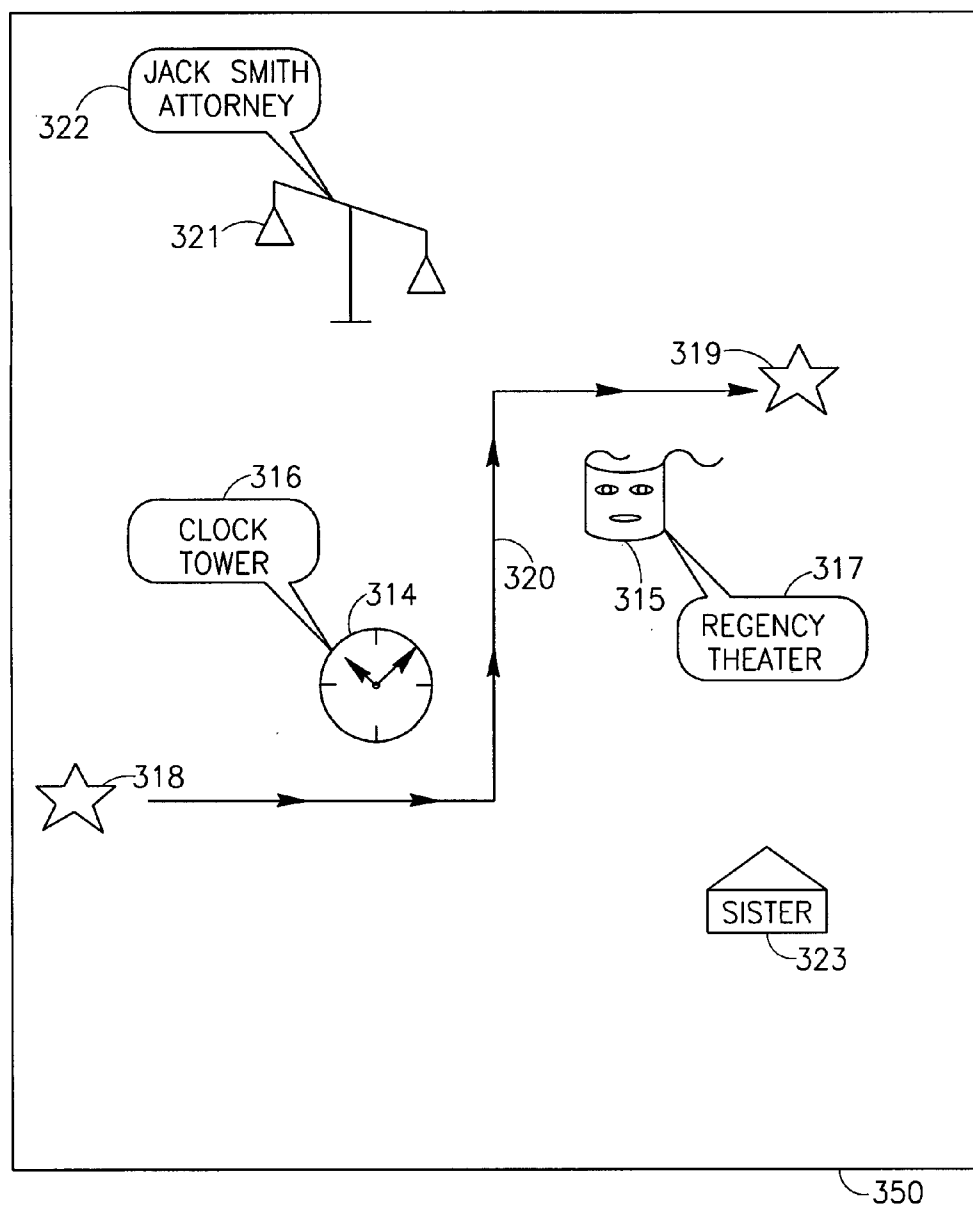 JACK SMITH
ATTORNEY
322
321
319
316
CLOCK
TOWER
314
320
315
317
REGENCY
THEATER
318
SISTER
323
350